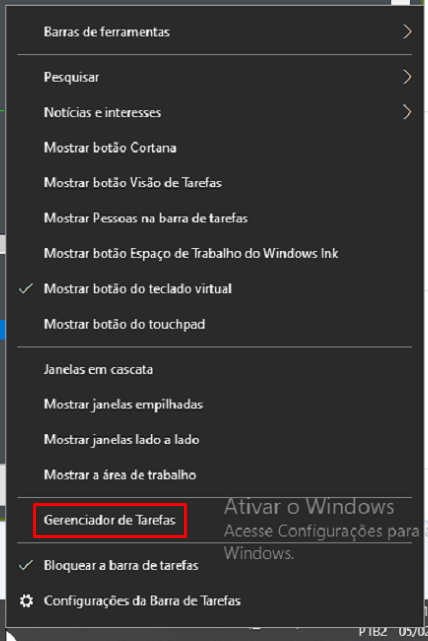 Barras de ferramentas
Pesquisar
Notícias e interesses
Mostrar botão Cortana
Mostrar botão Visão de Tarefas
Mostrar Pessoas na barra de tarefas
Mostrar botão Espaço de Trabalho do Windows Ink
Mostrar botão do teclado virtual
Mostrar botão do touchpad
Janelas em cascata
Mostrar janelas empilhadas
Mostrar janelas lado a lado
Mostrar a área de trabalho
Gerenciador de Tarefas
Ativar o Windows
Acesse Configurações para
Windows.
Bloquear a barra de tarefas
Configurações da Barra de Tarefas
PTB2 05/02